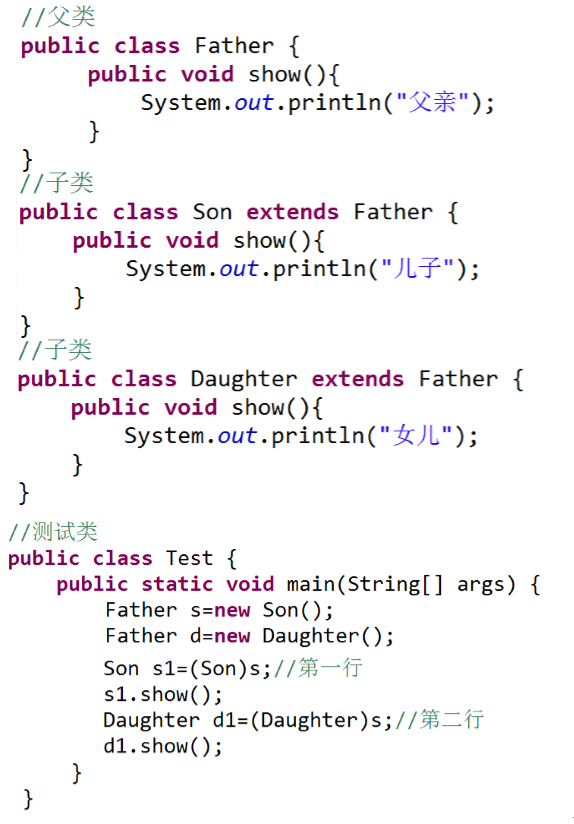 //父类
public class Father {
public void show(){
System.out.println("父亲");
}
}
//子类
public class Son extends Father {
public void show(){
System.out.println("儿子");
}
}
//子类
public class Daughter extends Father {
public void show(){
System.out.println("女儿");
}
}
//测试类
public class Test {
public static void main(String[] args) {
Father s=new Son();
Father d=new Daughter();
Son s1=(Son)s;//第一行
s1.show();
Daughter d1=(Daughter)s;//第二行
d1.show();
}
}